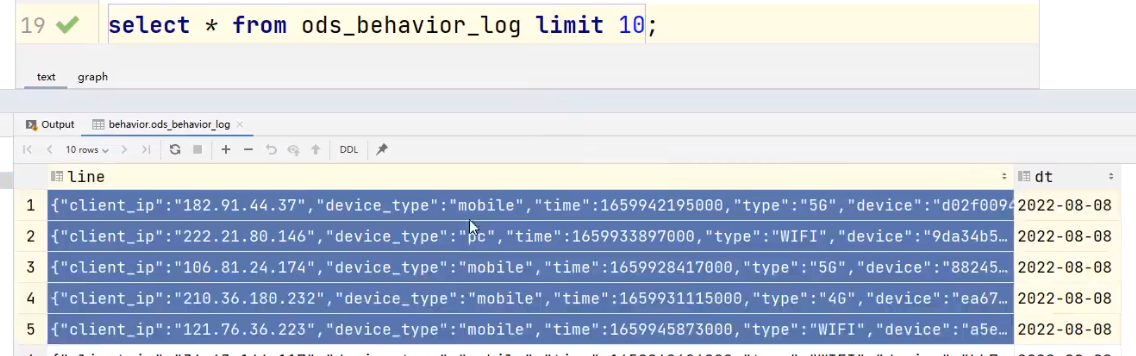 19 select * from ods_behavior_log limit 10;
text graph
Output behavior.ods_behavior_log
10 rows DDL
line dt
1 {"client_ip":"182.91.44.37","device_type":"mobile","time":1659942195000,"type":"5G","device":"d02f0094 2022-08-08
2 {"client_ip":"222.21.80.146","device_type":"pc","time":1659933897000,"type":"WIFI","device":"9da34b5… 2022-08-08
3 {"client_ip":"106.81.24.174","device_type":"mobile","time":1659928417000,"type":"5G","device":"88245… 2022-08-08
4 {"client_ip":"210.36.180.232","device_type":"mobile","time":1659931115000,"type":"4G","device":"ea67… 2022-08-08
5 {"client_ip":"121.76.36.223","device_type":"mobile","time":1659945873000,"type":"WIFI","device":"a5e… 2022-08-08